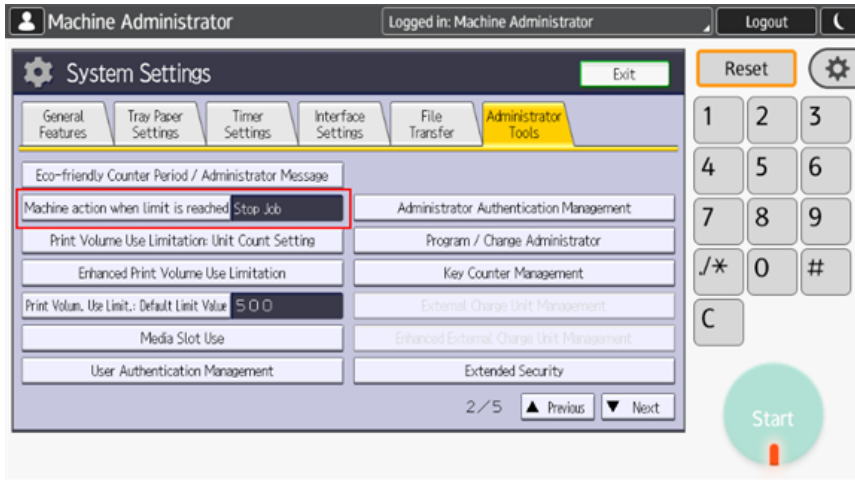 Machine Administrator
Logged in: Machine Administrator
Logout
System Settings
Exit
Reset
General Features
Tray Paper Settings
Timer Settings
Interface Settings
File Transfer
Administrator Tools
Eco-friendly Counter Period / Administrator Message
Machine action when limit is reached Stop Job
Administrator Authentication Management
Print Volume Use Limitation: Unit Count Setting
Program / Change Administrator
Enhanced Print Volume Use Limitation
Key Counter Management
Print Volum. Use Limit.: Default Limit Value 500
External Charge Unit Management
Media Slot Use
Enhanced External Charge Unit Management
User Authentication Management
Extended Security
2/5 ▲ Previous ▼ Next
1 2 3
4 5 6
7 8 9
./* 0 #
C
Start